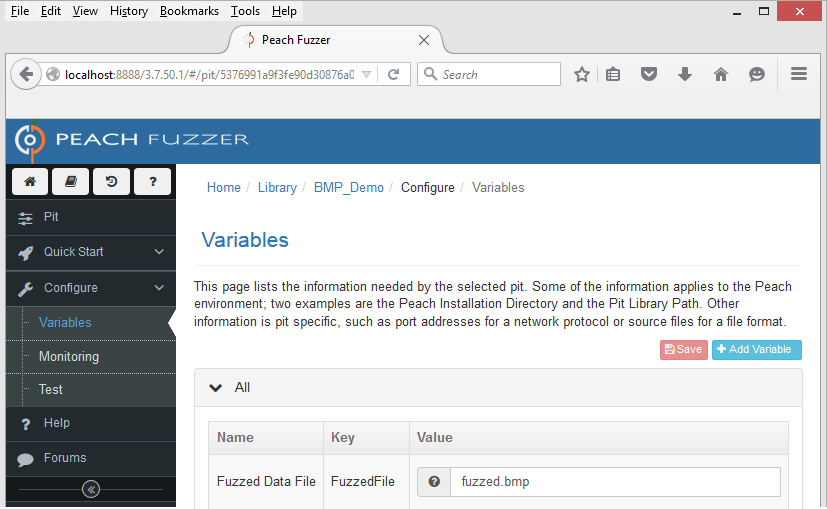 File Edit View History Bookmarks Tools Help
Peach Fuzzer
localhost:8888/3.7.50.1/#/pit/5376991a9f3fe90d30876a0
Search
PEACH FUZZER
?
Home / Library / BMP_Demo / Configure / Variables
Pit
Quick Start
Configure
Variables
Monitoring
Test
? Help
Forums
Variables
This page lists the information needed by the selected pit. Some of the information applies to the Peach
environment; two examples are the Peach Installation Directory and the Pit Library Path. Other
information is pit specific, such as port addresses for a network protocol or source files for a file format.
Save + Add Variable
All
Name Key Value
Fuzzed Data File FuzzedFile ? fuzzed.bmp